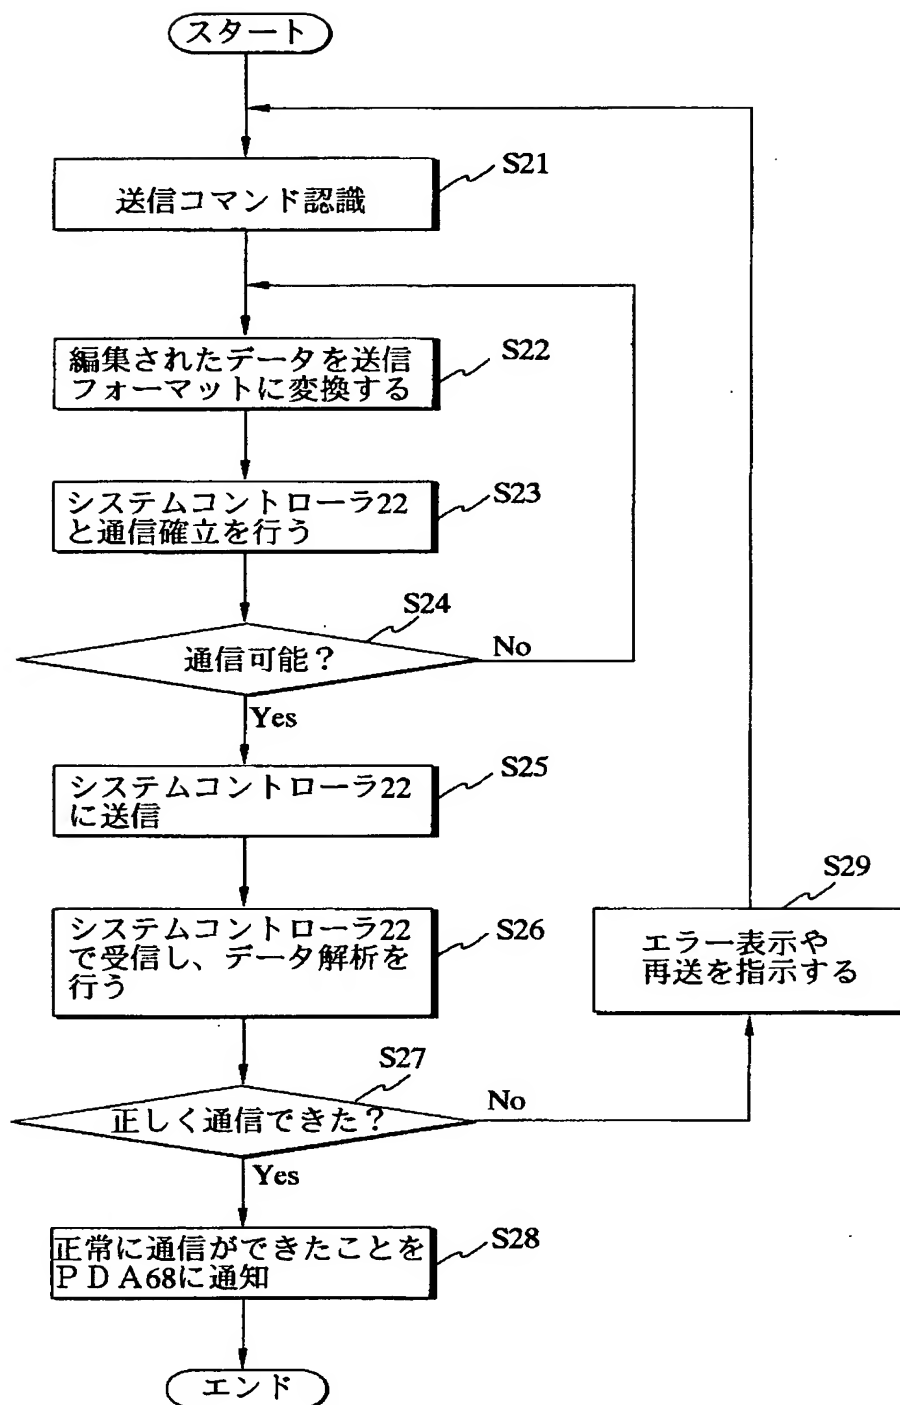 スタート
送信コマンド認識
S21
編集されたデータを送信
フォーマットに変換する
S22
システムコントローラ22
と通信確立を行う
S23
S24
通信可能?
No
Yes
システムコントローラ22
に送信
S25
システムコントローラ22
で受信し、データ解析を
行う
S26
S29
エラー表示や
再送を指示する
S27
正しく通信できた?
No
Yes
正常に通信ができたことを
PDA68に通知
S28
エンド